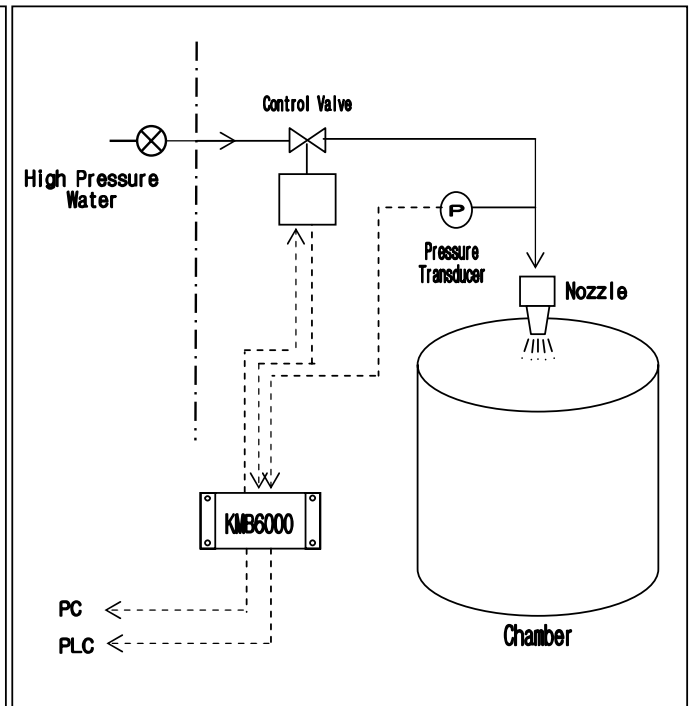 Control Valve
High Pressure
Water
P
Pressure
Transducer
Nozzle
KMB6000
PC
PLC
Chamber